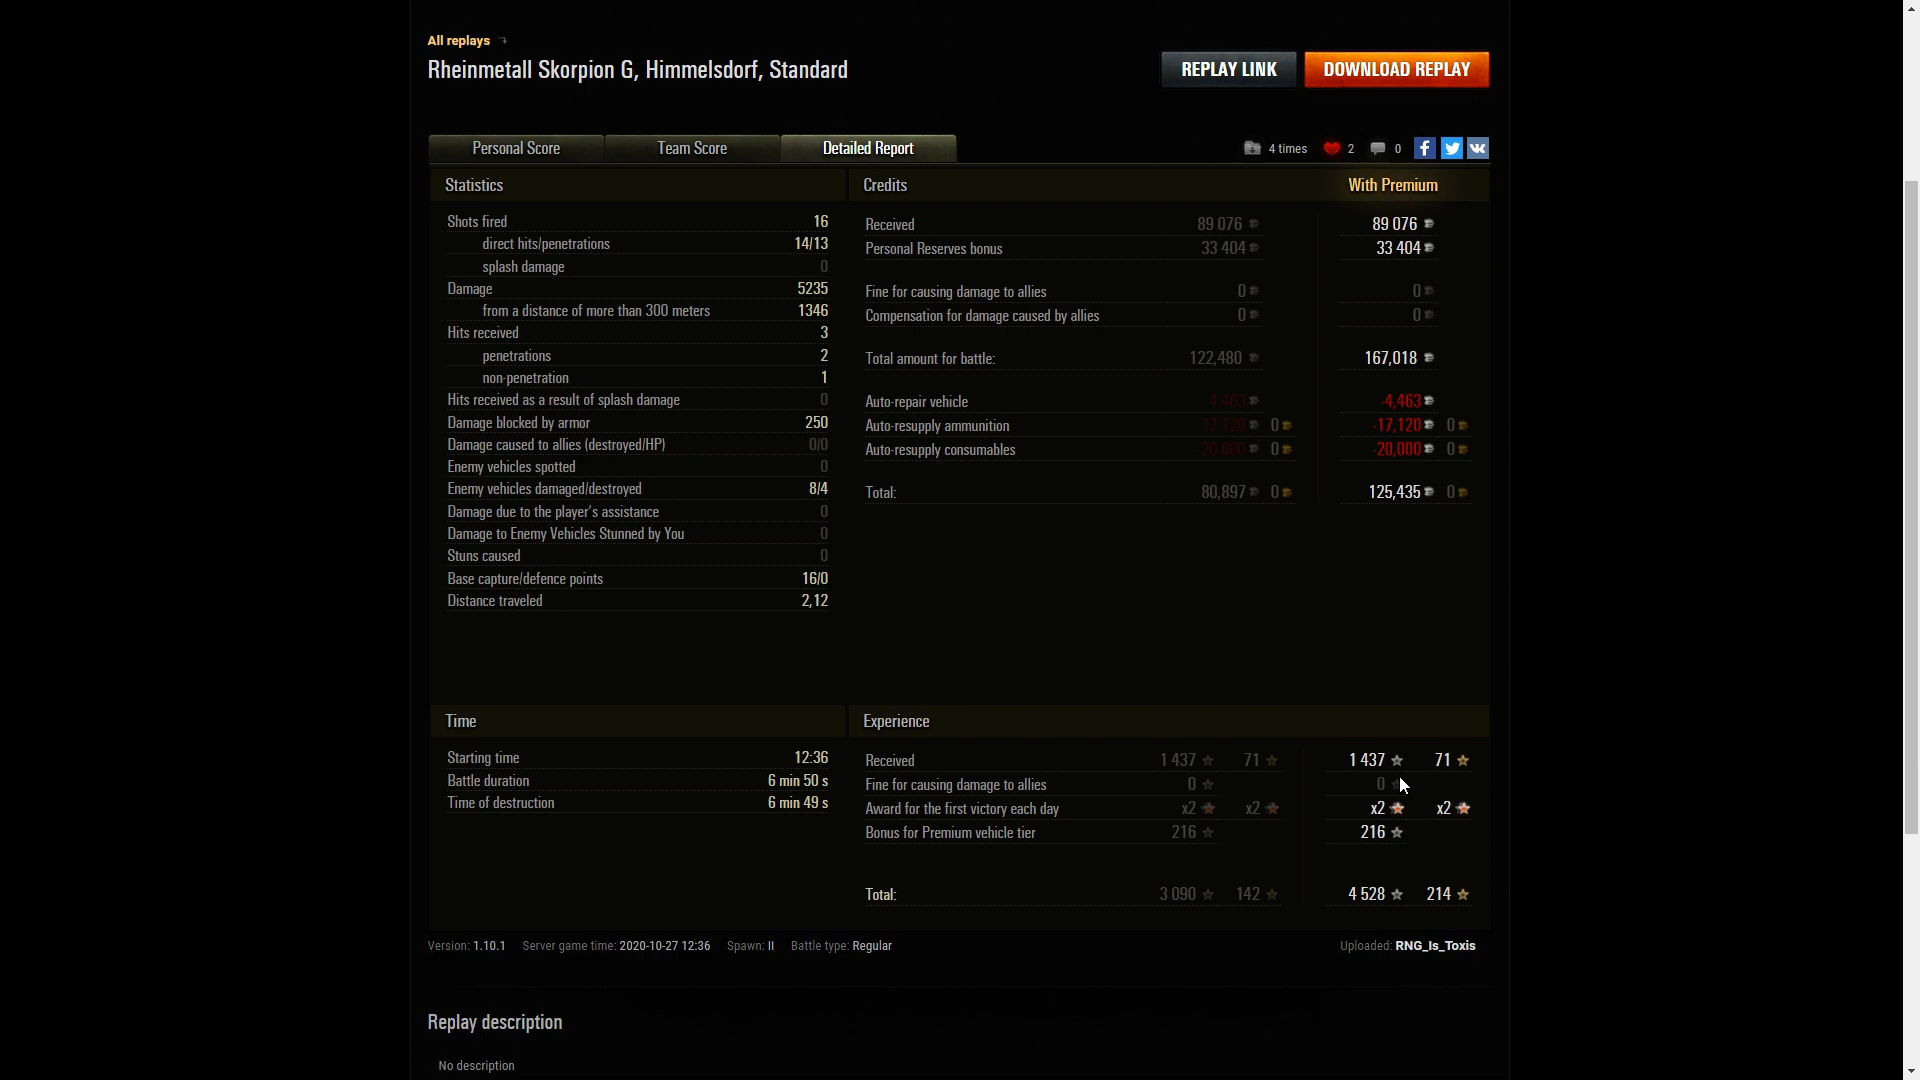 All replays
Rheinmetall Skorpion G, Himmelsdorf, Standard
REPLAY LINK
DOWNLOAD REPLAY
Personal Score
Team Score
Detailed Report
4 times
2
0
Statistics
Shots fired 16
direct hits/penetrations 14/13
splash damage 0
Damage 5235
from a distance of more than 300 meters 1346
Hits received 3
penetrations 2
non-penetration 1
Hits received as a result of splash damage 0
Damage blocked by armor 250
Damage caused to allies (destroyed/HP) 0/0
Enemy vehicles spotted 0
Enemy vehicles damaged/destroyed 8/4
Damage due to the player's assistance 0
Damage to Enemy Vehicles Stunned by You 0
Stuns caused 0
Base capture/defence points 16/0
Distance traveled 2,12
Credits With Premium
Received 89 076 89 076
Personal Reserves bonus 33 404 33 404
Fine for causing damage to allies 0 0
Compensation for damage caused by allies 0 0
Total amount for battle: 122,480 167,018
Auto-repair vehicle -4,463 -4,463
Auto-resupply ammunition -17,120 0 -17,120 0
Auto-resupply consumables -20,000 0 -20,000 0
Total: 80,897 0 125,435 0
Time
Starting time 12:36
Battle duration 6 min 50 s
Time of destruction 6 min 49 s
Experience
Received 1 437 71 1 437 71
Fine for causing damage to allies 0 0
Award for the first victory each day x2 x2 x2 x2
Bonus for Premium vehicle tier 216 216
Total: 3 090 142 4 528 214
Version: 1.10.1 Server game time: 2020-10-27 12:36 Spawn: II Battle type: Regular
Uploaded: RNG_Is_Toxis
Replay description
No description